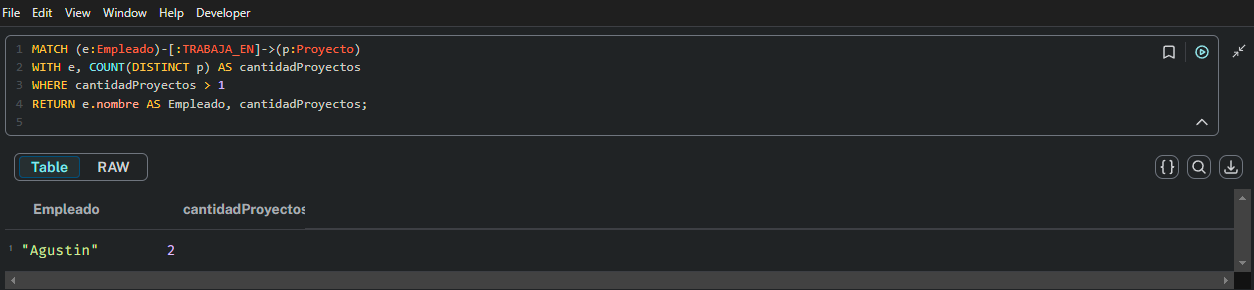 File Edit View Window Help Developer
1 MATCH (e:Empleado)-[:TRABAJA_EN]->(p:Proyecto)
2 WITH e, COUNT(DISTINCT p) AS cantidadProyectos
3 WHERE cantidadProyectos > 1
4 RETURN e.nombre AS Empleado, cantidadProyectos;
5
Table RAW {}
Empleado cantidadProyectos
1 "Agustin" 2